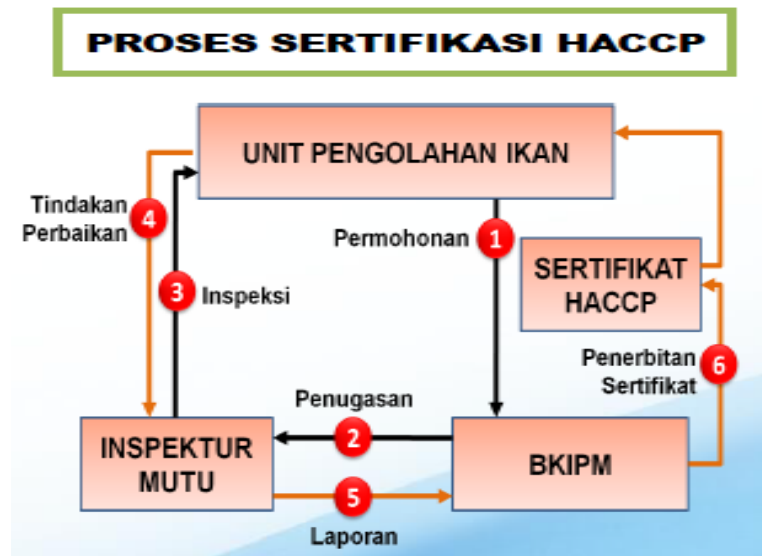 PROSES SERTIFIKASI HACCP
UNIT PENGOLAHAN IKAN
Tindakan
Perbaikan
4
3
Inspeksi
Permohonan
1
SERTIFIKAT
HACCP
Penerbitan
Sertifikat
6
Penugasan
2
INSPEKTUR
MUTU
BKIPM
5
Laporan